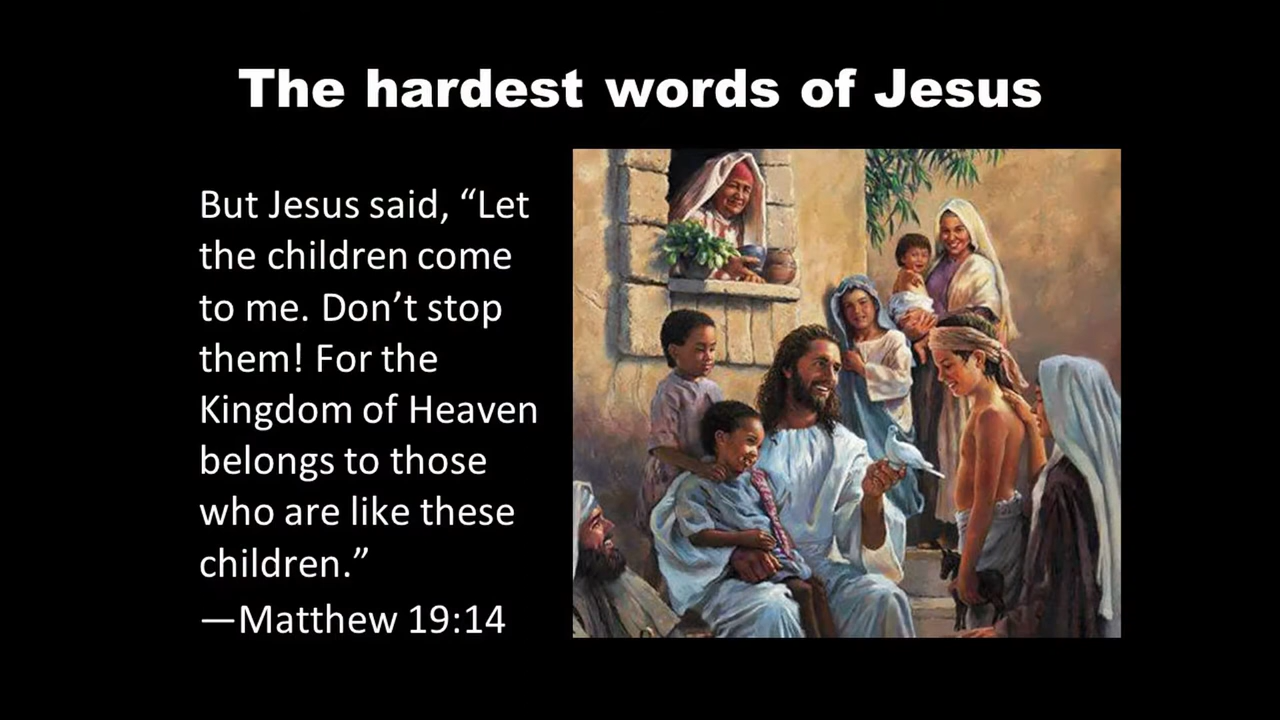 The hardest words of Jesus
But Jesus said, “Let
the children come
to me. Don’t stop
them! For the
Kingdom of Heaven
belongs to those
who are like these
children.”
—Matthew 19:14